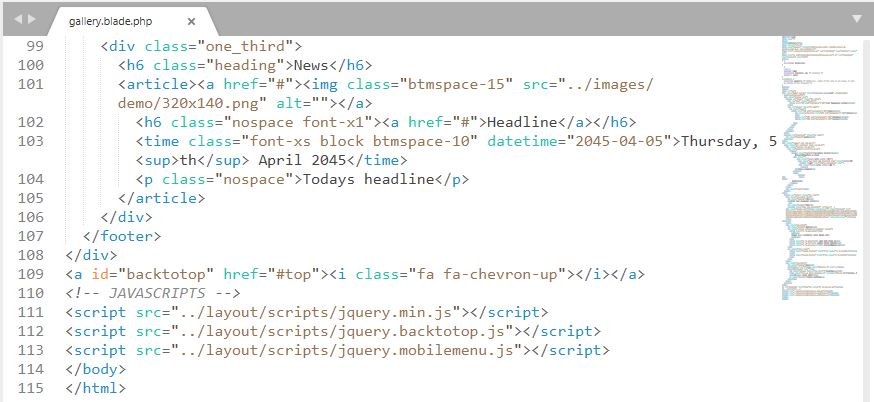 gallery.blade.php
99 <div class="one_third">
100 <h6 class="heading">News</h6>
101 <article><a href="#"><img class="btmspace-15" src="../images/
demo/320x140.png" alt=""></a>
102 <h6 class="nospace font-x1"><a href="#">Headline</a></h6>
103 <time class="font-xs block btmspace-10" datetime="2045-04-05">Thursday, 5
<sup>th</sup> April 2045</time>
104 <p class="nospace">Todays headline</p>
105 </article>
106 </div>
107 </footer>
108 </div>
109 <a id="backtotop" href="#top"><i class="fa fa-chevron-up"></i></a>
110 <!-- JAVASCRIPTS -->
111 <script src="../layout/scripts/jquery.min.js"></script>
112 <script src="../layout/scripts/jquery.backtotop.js"></script>
113 <script src="../layout/scripts/jquery.mobilemenu.js"></script>
114 </body>
115 </html>